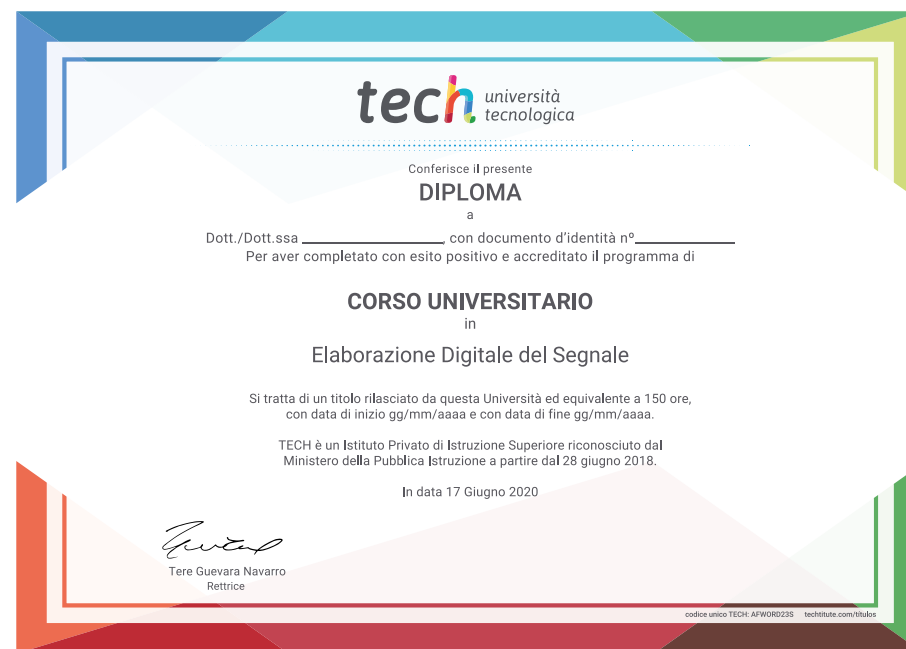 tech università
tecnologica
Conferisce il presente
DIPLOMA
a
Dott./Dott.ssa ________________, con documento d'identità nº____________
Per aver completato con esito positivo e accreditato il programma di
CORSO UNIVERSITARIO
in
Elaborazione Digitale del Segnale
Si tratta di un titolo rilasciato da questa Università ed equivalente a 150 ore,
con data di inizio gg/mm/aaaa e con data di fine gg/mm/aaaa.
TECH è un Istituto Privato di Istruzione Superiore riconosciuto dal
Ministero della Pubblica Istruzione a partire dal 28 giugno 2018.
In data 17 Giugno 2020
Tere Guevara Navarro
Rettrice
codice unico TECH: AFWORD23S techtitute.com/titulos